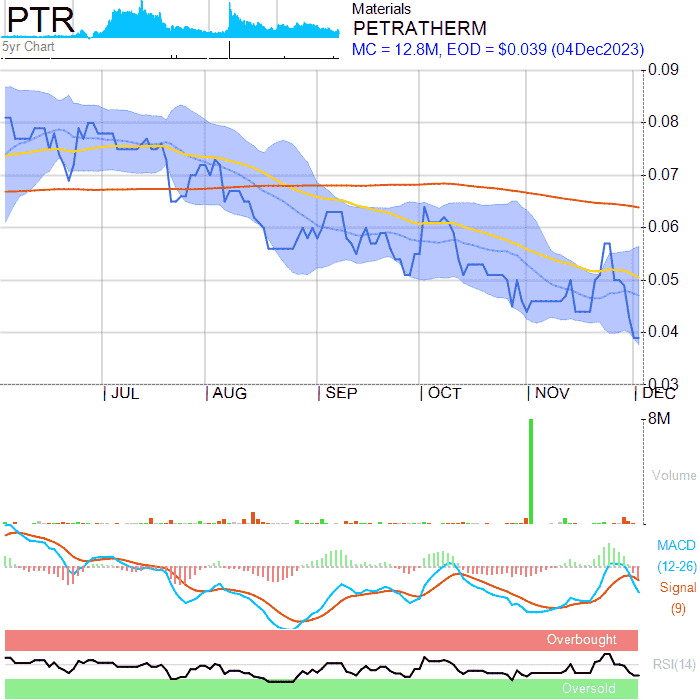 PTR
5yr Chart
Materials
PETRATHERM
MC = 12.8M, EOD = $0.039 (04Dec2023)
0.09
0.08
0.07
0.06
0.05
0.04
0.03
JUL AUG SEP OCT NOV DEC
8M
Volume
MACD
(12-26)
Signal
(9)
Overbought
RSI(14)
Oversold